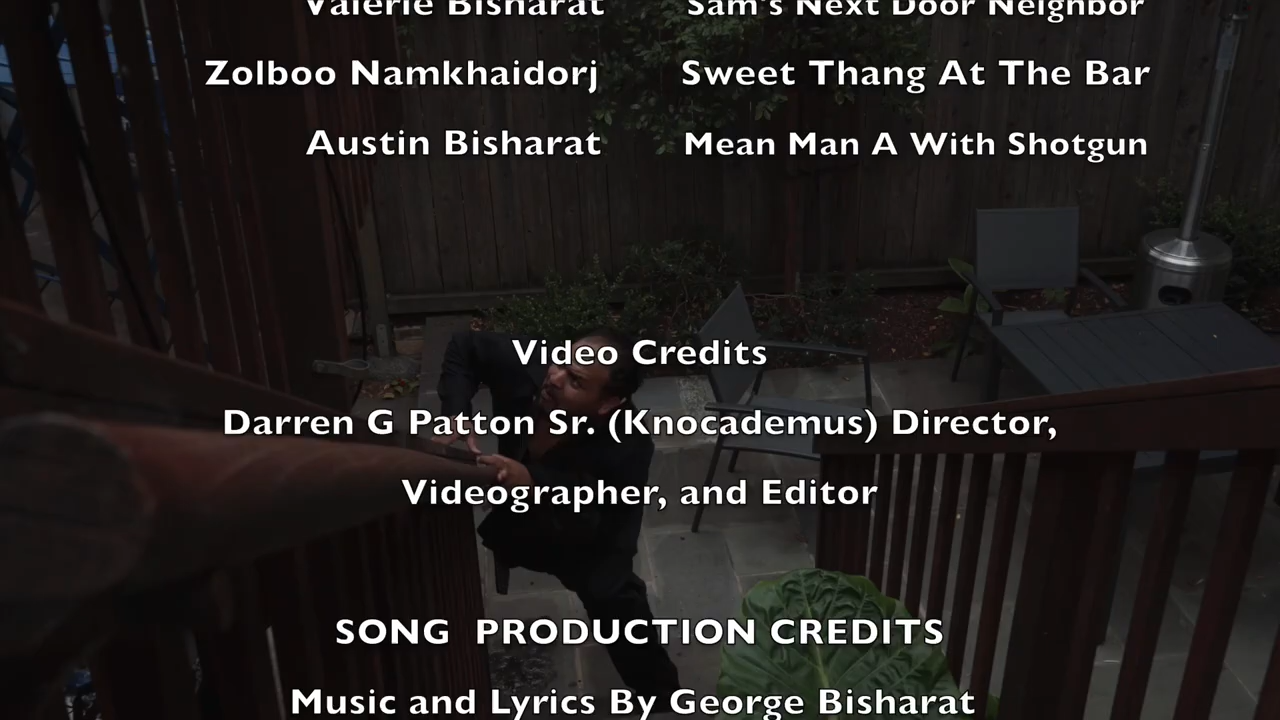 Valerie Bisharat Sam's Next Door Neighbor
Zolboo Namkhaidorj Sweet Thang At The Bar
Austin Bisharat Mean Man A With Shotgun
Video Credits
Darren G Patton Sr. (Knocademus) Director,
Videographer, and Editor
SONG PRODUCTION CREDITS
Music and Lyrics By George Bisharat